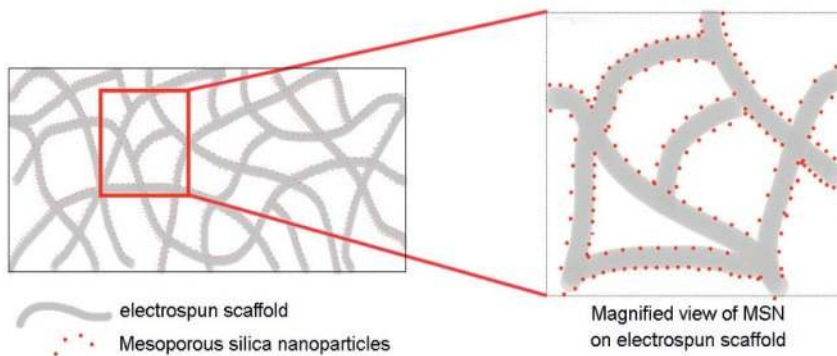 electrospun scaffold
Mesoporous silica nanoparticles
Magnified view of MSN
on electrospun scaffold